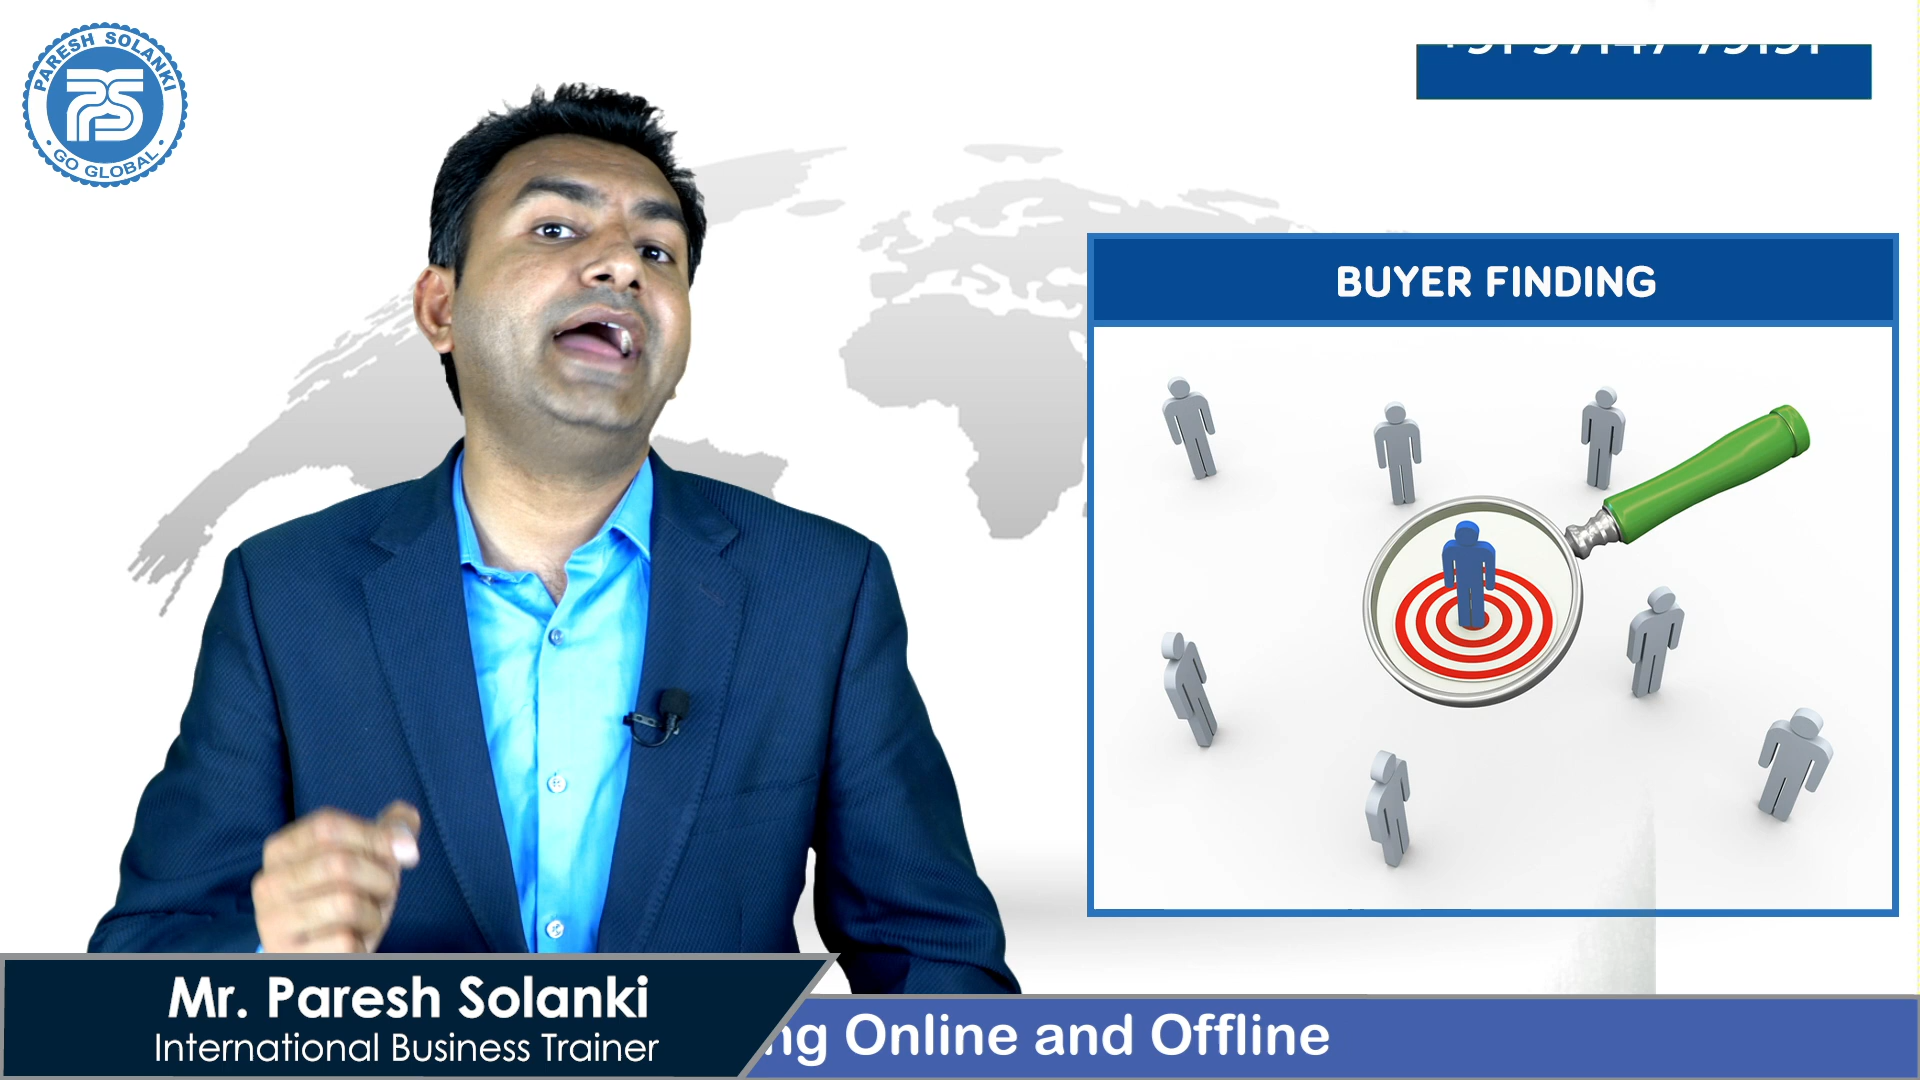 PARESH SOLANKI
PS
GO GLOBAL
BUYER FINDING
Mr. Paresh Solanki
International Business Trainer
Online and Offline